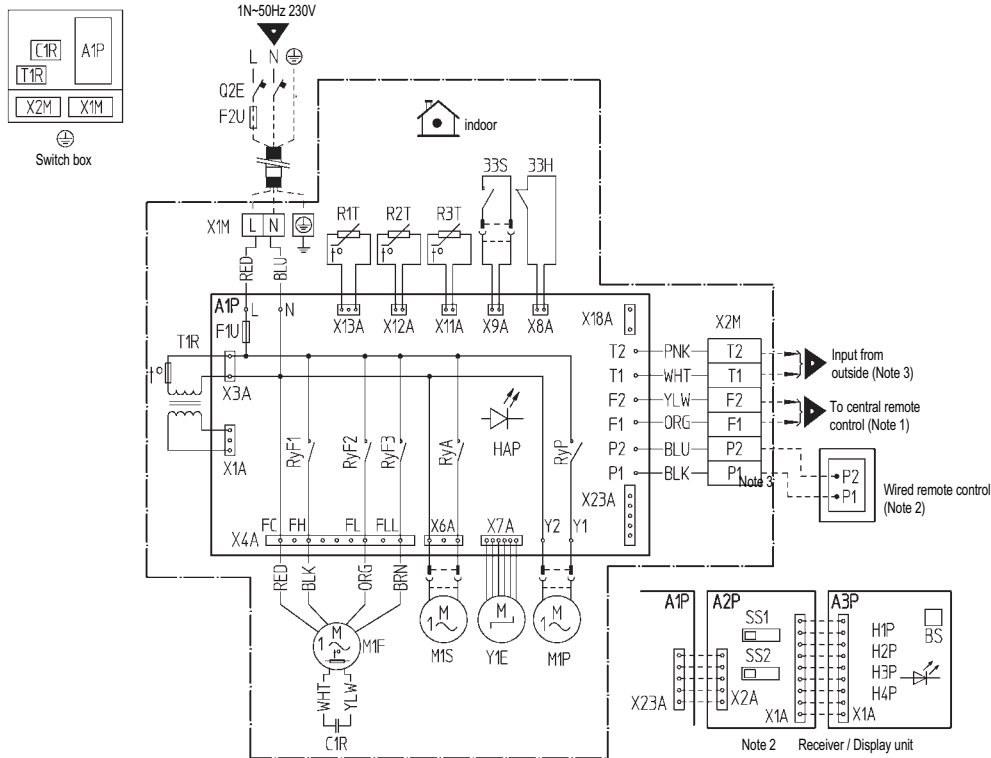 1N~50Hz 230V
C1R
A1P
T1R
X2M
X1M
Switch box
L N
Q2E
F2U
indoor
33S 33H
X1M
L N
R1T R2T R3T
RED
BLU
A1P
L
N
F1U
X13A X12A X11A X9A X8A
X18A
X2M
T1R
X3A
X1A
T2 PNK T2
T1 WHT T1
F2 YLW F2
F1 ORG F1
P2 BLU P2
P1 BLK P1
Note 3
Input from
outside (Note 3)
To central remote
control (Note 1)
P2
P1
Wired remote control
(Note 2)
HAP
RyF1
RyF2
RyF3
RyA
RyP
X23A
X4A
FC FH FL FLL
X6A X7A Y2 Y1
RED
BLK
ORG
BRN
M
1~
M1F
WHT
YLW
C1R
M
1~
M1S
M
Y1E
M
1~
M1P
A1P
X23A
A2P
SS1
SS2
X2A
X1A
A3P
H1P
H2P
H3P
H4P
BS
X1A
Note 2 Receiver / Display unit